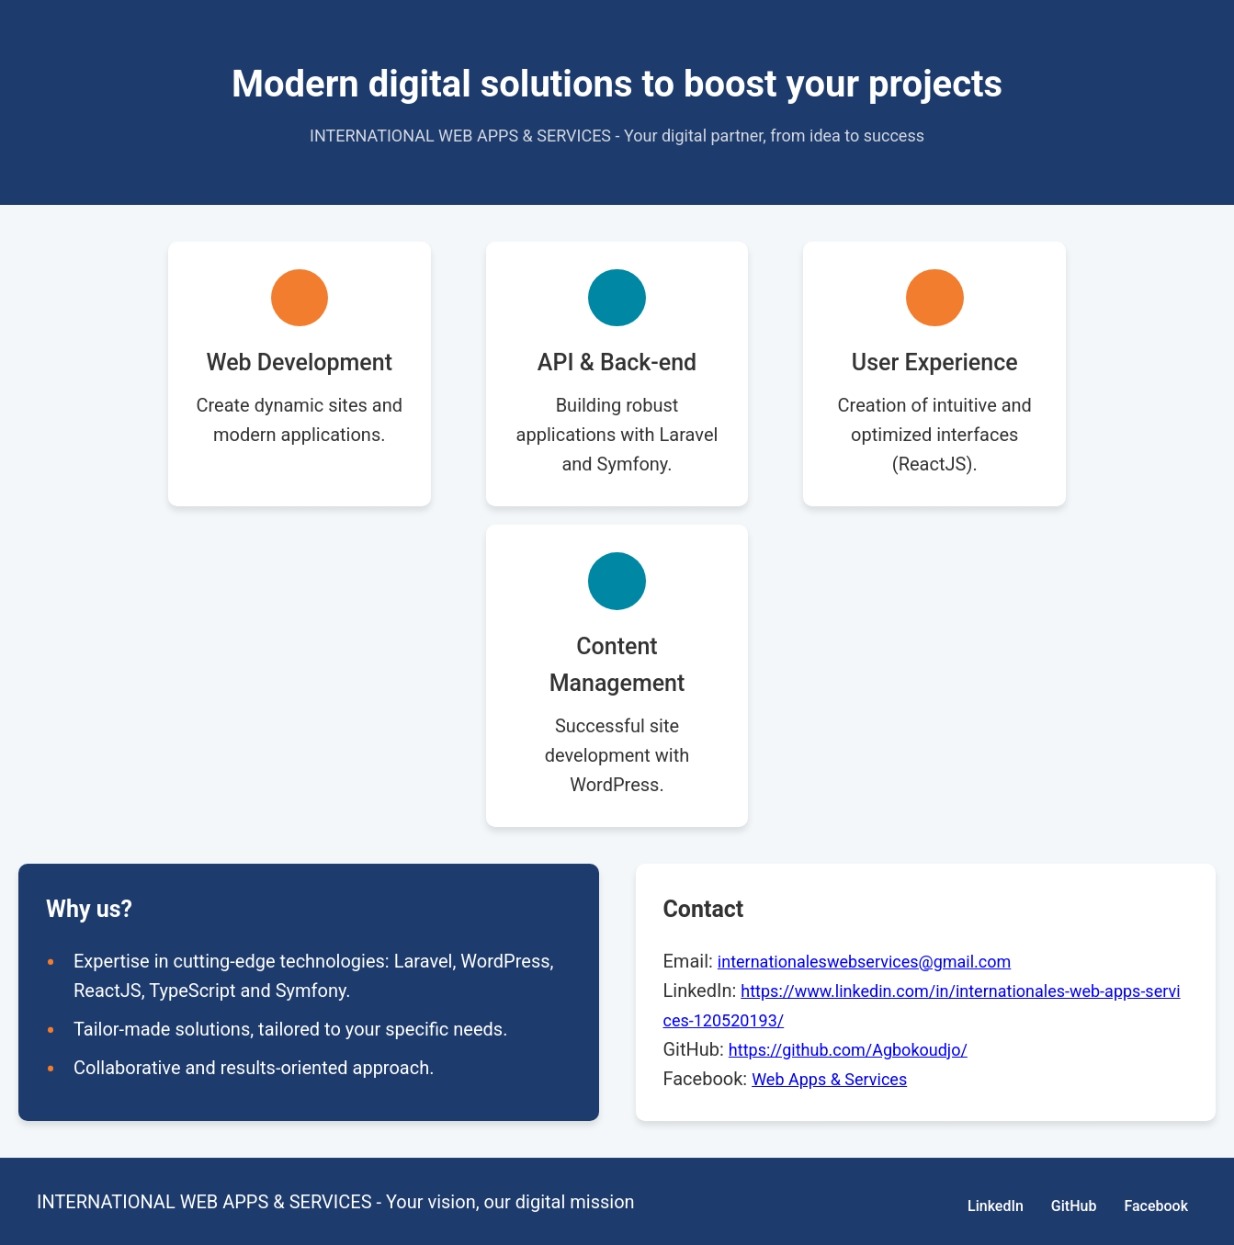 Modern digital solutions to boost your projects
INTERNATIONAL WEB APPS & SERVICES - Your digital partner, from idea to success
Web Development
Create dynamic sites and
modern applications.
API & Back-end
Building robust
applications with Laravel
and Symfony.
User Experience
Creation of intuitive and
optimized interfaces
(ReactJS).
Content
Management
Successful site
development with
WordPress.
Why us?
Expertise in cutting-edge technologies: Laravel, WordPress,
ReactJS, TypeScript and Symfony.
Tailor-made solutions, tailored to your specific needs.
Collaborative and results-oriented approach.
Contact
Email: internationaleswebservices@gmail.com
LinkedIn: https://www.linkedin.com/in/internationales-web-apps-servi
ces-120520193/
GitHub: https://github.com/Agbokoudjo/
Facebook: Web Apps & Services
INTERNATIONAL WEB APPS & SERVICES - Your vision, our digital mission
LinkedIn GitHub Facebook